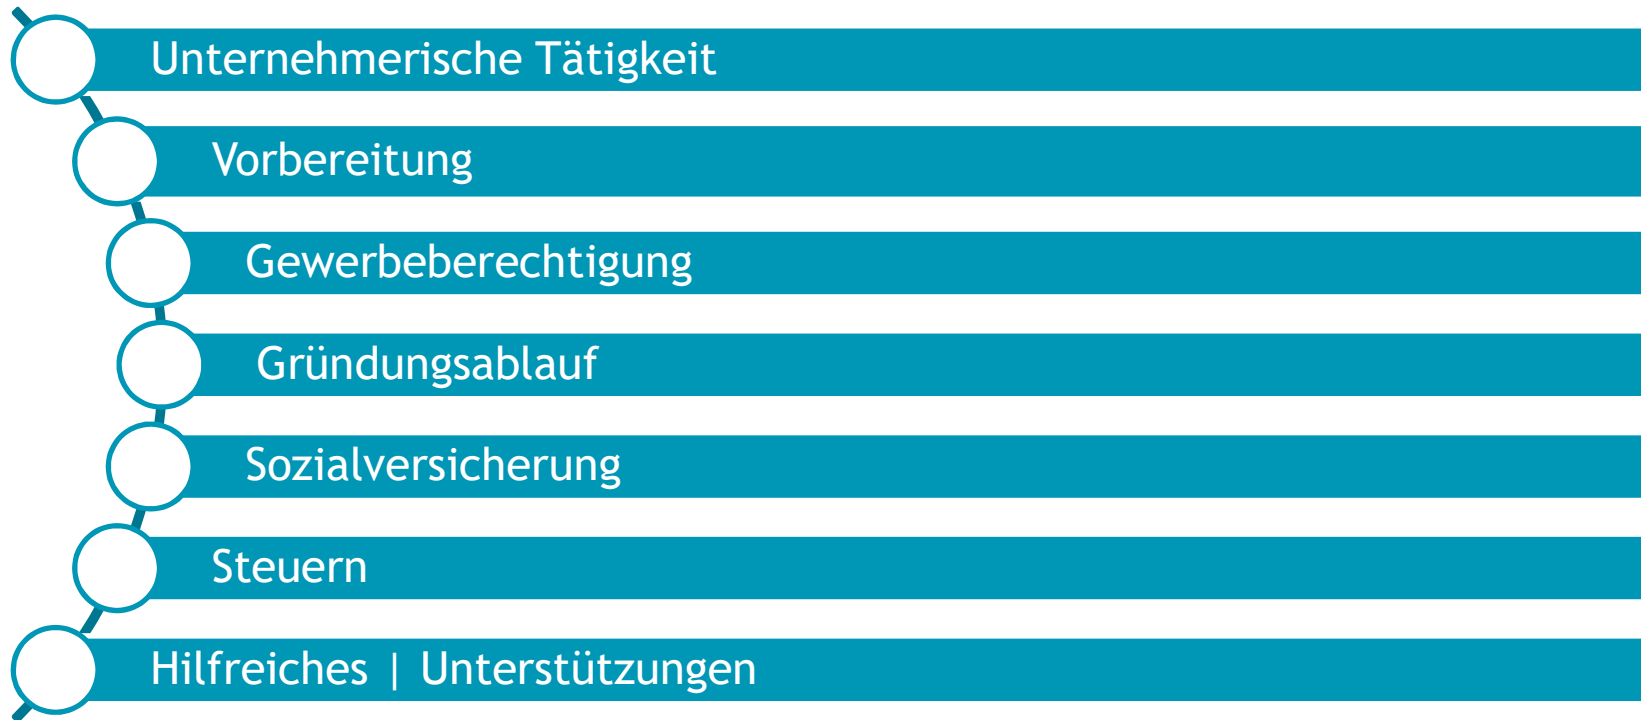 Unternehmerische Tätigkeit
Vorbereitung
Gewerbeberechtigung
Gründungsablauf
Sozialversicherung
Steuern
Hilfreiches | Unterstützungen